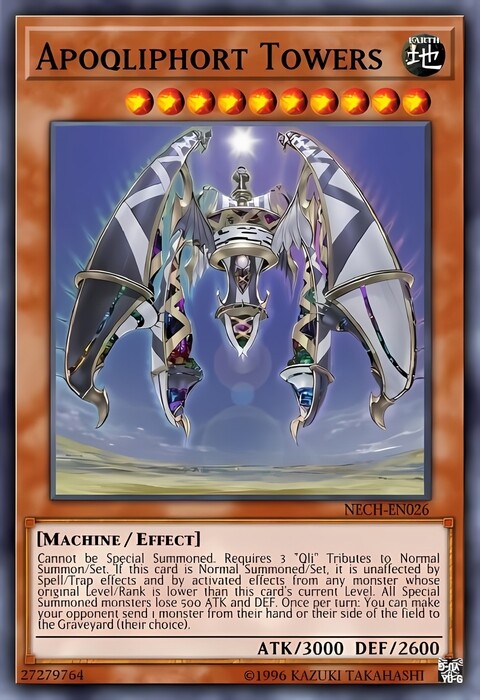 Apoqliphort Towers
EARTH
地
NECH-EN026
[Machine / Effect]
Cannot be Special Summoned. Requires 3 "Qli" Tributes to Normal
Summon/Set. If this card is Normal Summoned/Set, it is unaffected by
Spell/Trap effects and by activated effects from any monster whose
original Level/Rank is lower than this card's current Level. All Special
Summoned monsters lose 500 ATK and DEF. Once per turn: You can make
your opponent send 1 monster from their hand or their side of the field to
the Graveyard (their choice).
ATK/3000 DEF/2600
27279764
©1996 KAZUKI TAKAHASHI